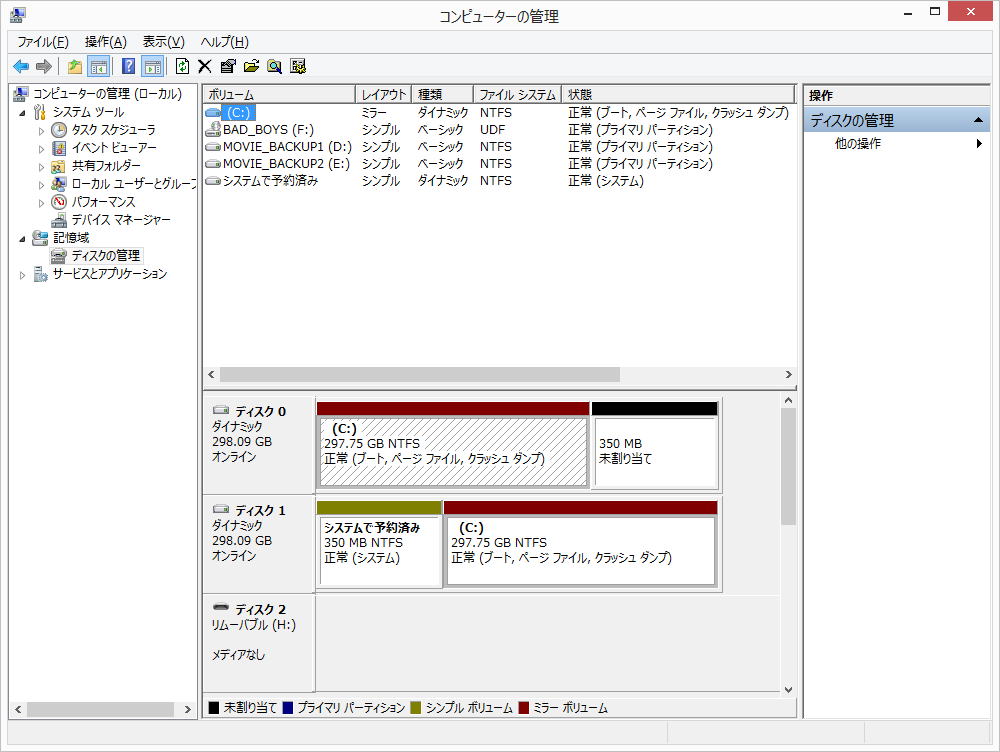 コンピューターの管理
ファイル(F) 操作(A) 表示(V) ヘルプ(H)
コンピューターの管理 (ローカル)
システム ツール
タスク スケジューラ
イベント ビューアー
共有フォルダー
ローカル ユーザーとグループ
パフォーマンス
デバイス マネージャー
記憶域
ディスクの管理
サービスとアプリケーション
ボリューム レイアウト 種類 ファイル システム 状態
(C:) ミラー ダイナミック NTFS 正常 (ブート, ページ ファイル, クラッシュ ダンプ)
BAD_BOYS (F:) シンプル ベーシック UDF 正常 (プライマリ パーティション)
MOVIE_BACKUP1 (D:) シンプル ベーシック NTFS 正常 (プライマリ パーティション)
MOVIE_BACKUP2 (E:) シンプル ベーシック NTFS 正常 (プライマリ パーティション)
システムで予約済み シンプル ダイナミック NTFS 正常 (システム)
ディスク 0
ダイナミック
298.09 GB
オンライン
(C:)
297.75 GB NTFS
正常 (ブート, ページ ファイル, クラッシュ ダンプ)
350 MB
未割り当て
ディスク 1
ダイナミック
298.09 GB
オンライン
システムで予約済み
350 MB NTFS
正常 (システム)
(C:)
297.75 GB NTFS
正常 (ブート, ページ ファイル, クラッシュ ダンプ)
ディスク 2
リムーバブル (H:)
メディアなし
未割り当て プライマリ パーティション シンプル ボリューム ミラー ボリューム
操作
ディスクの管理
他の操作